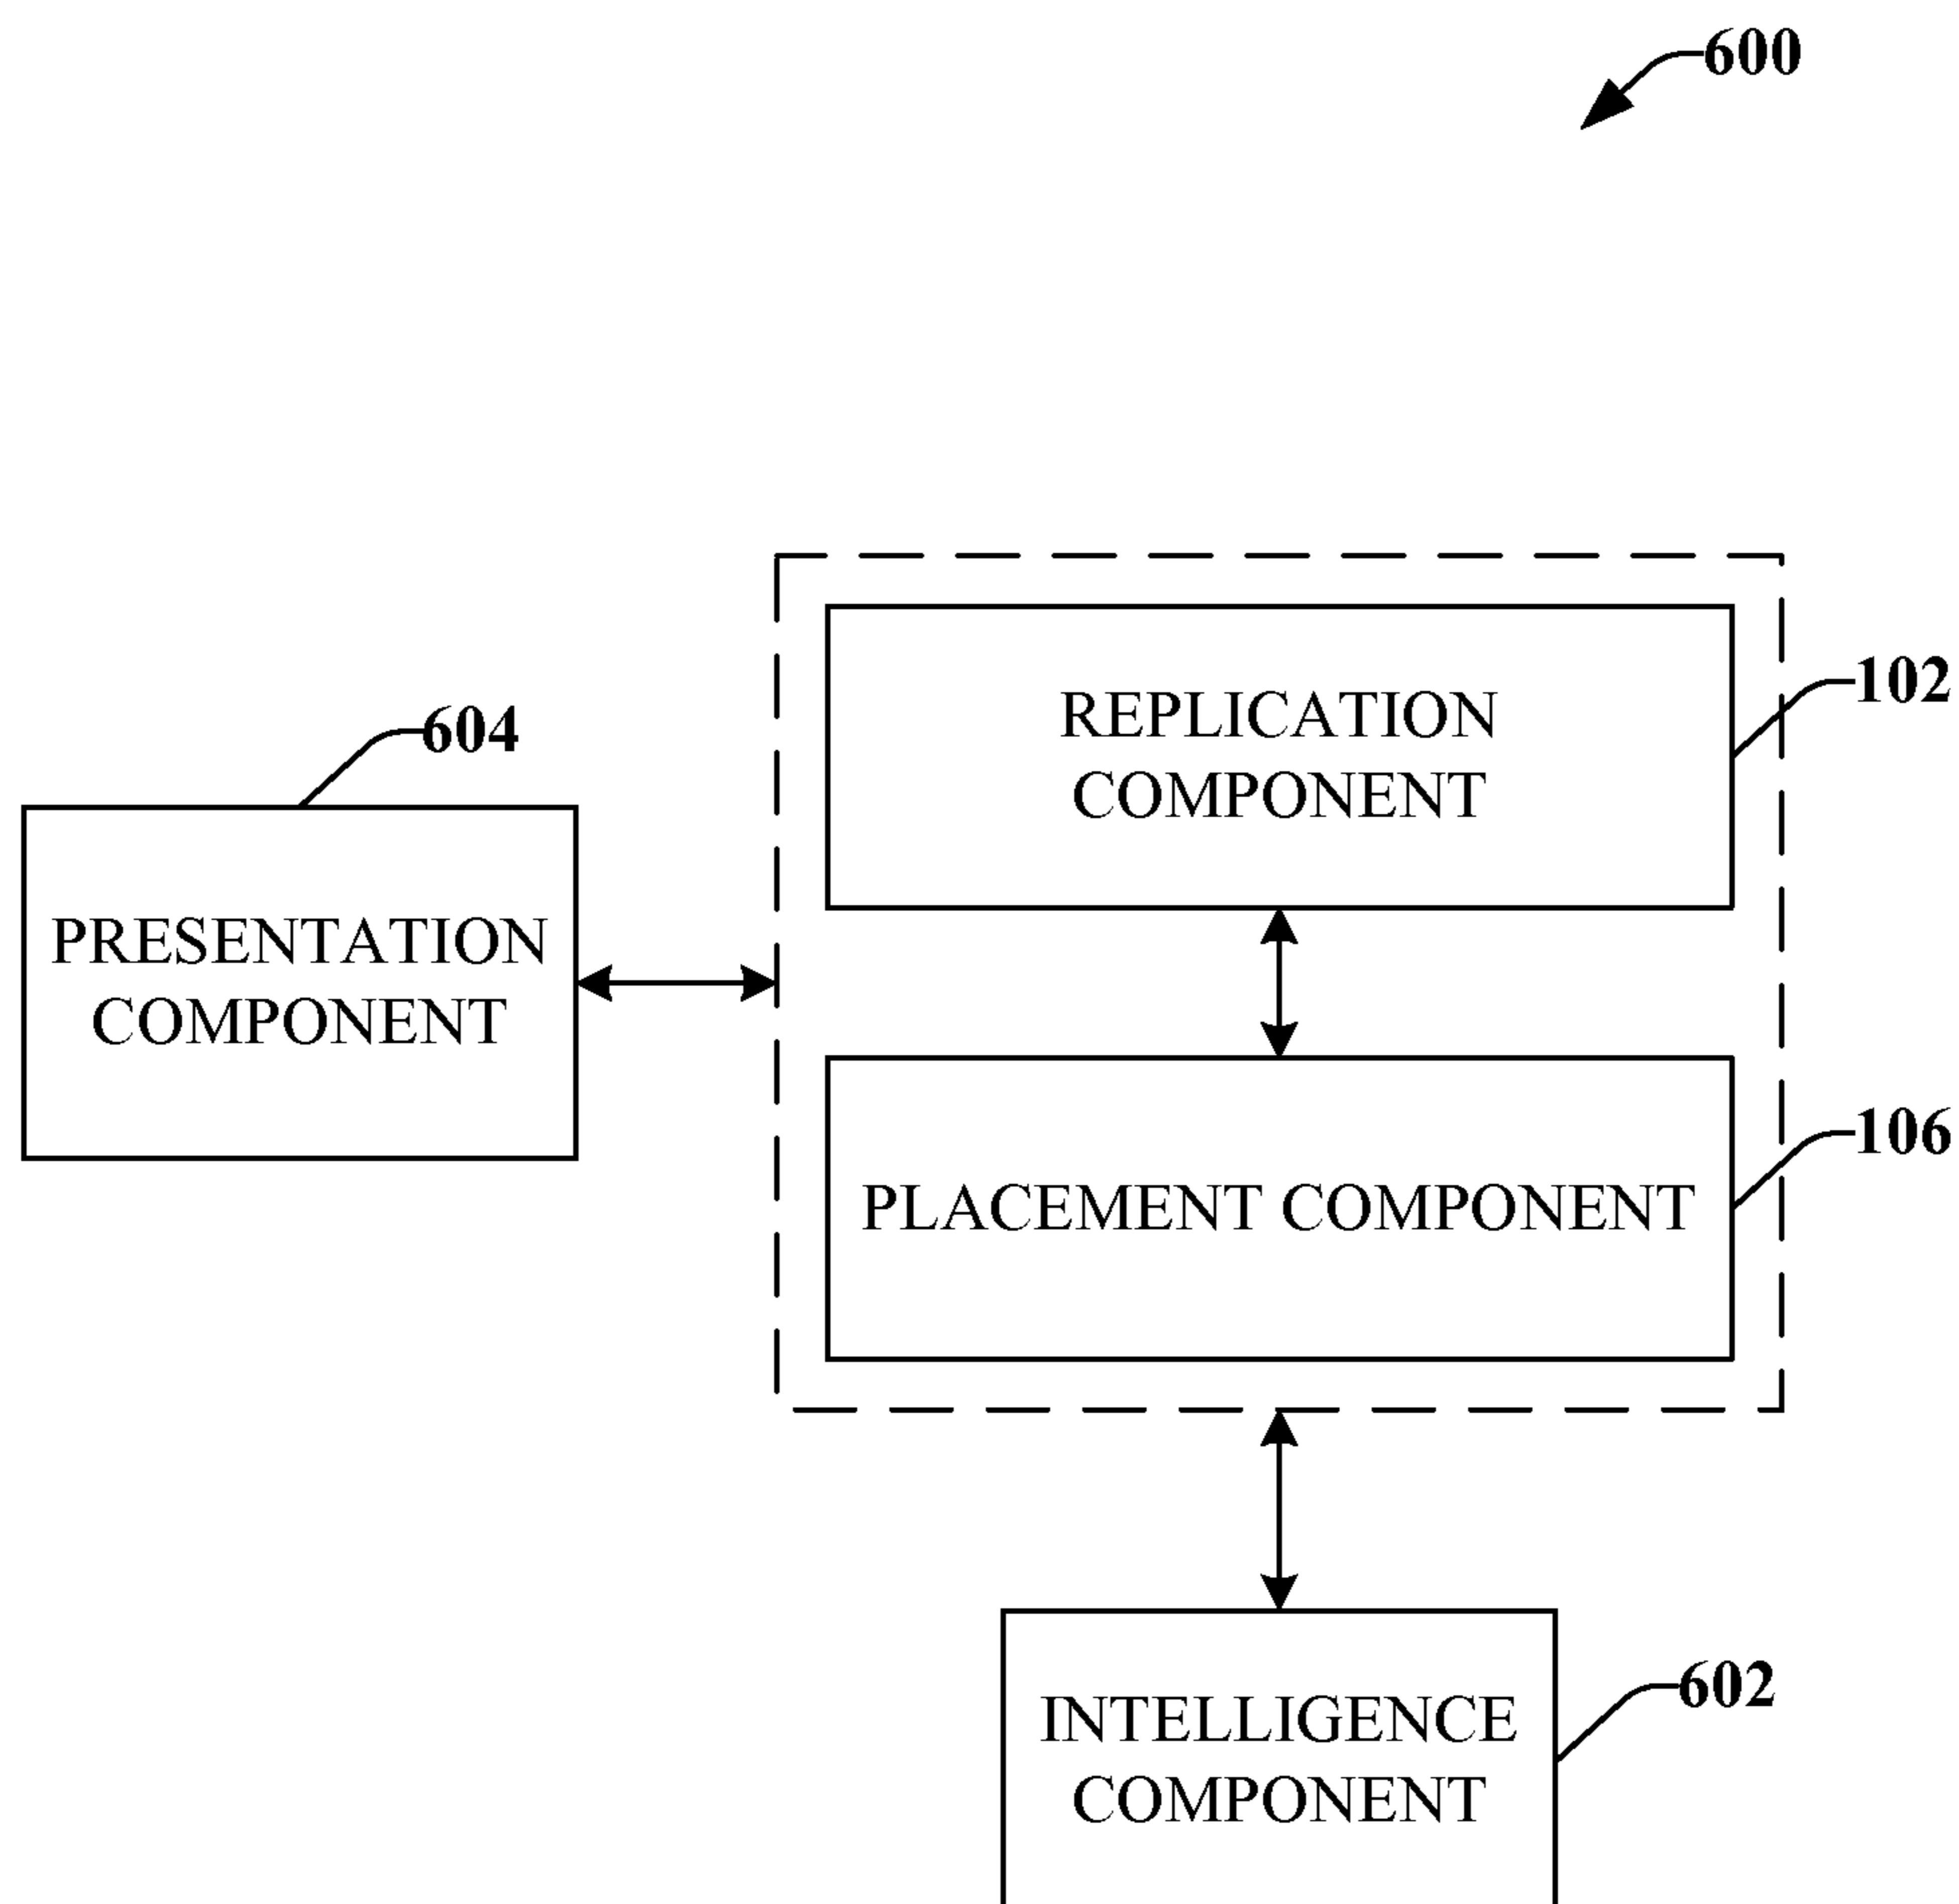 600
REPLICATION
COMPONENT
102
604
PRESENTATION
COMPONENT
PLACEMENT COMPONENT
106
INTELLIGENCE
COMPONENT
602